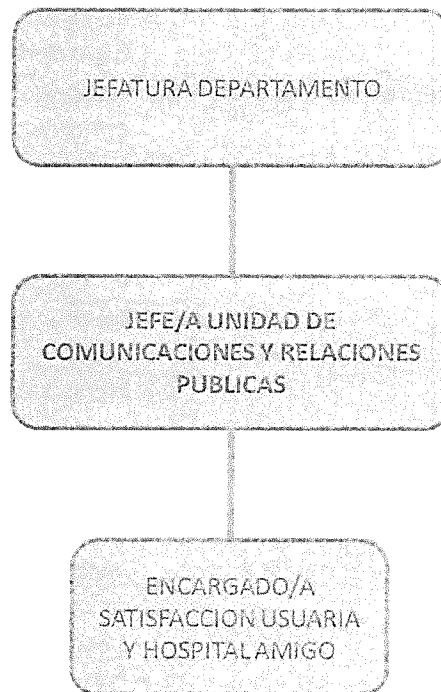 JEFATURA DEPARTAMENTO
JEFE/A UNIDAD DE
COMUNICACIONES Y RELACIONES
PUBLICAS
ENCARGADO/A
SATISFACCION USUARIA
Y HOSPITAL AMIGO